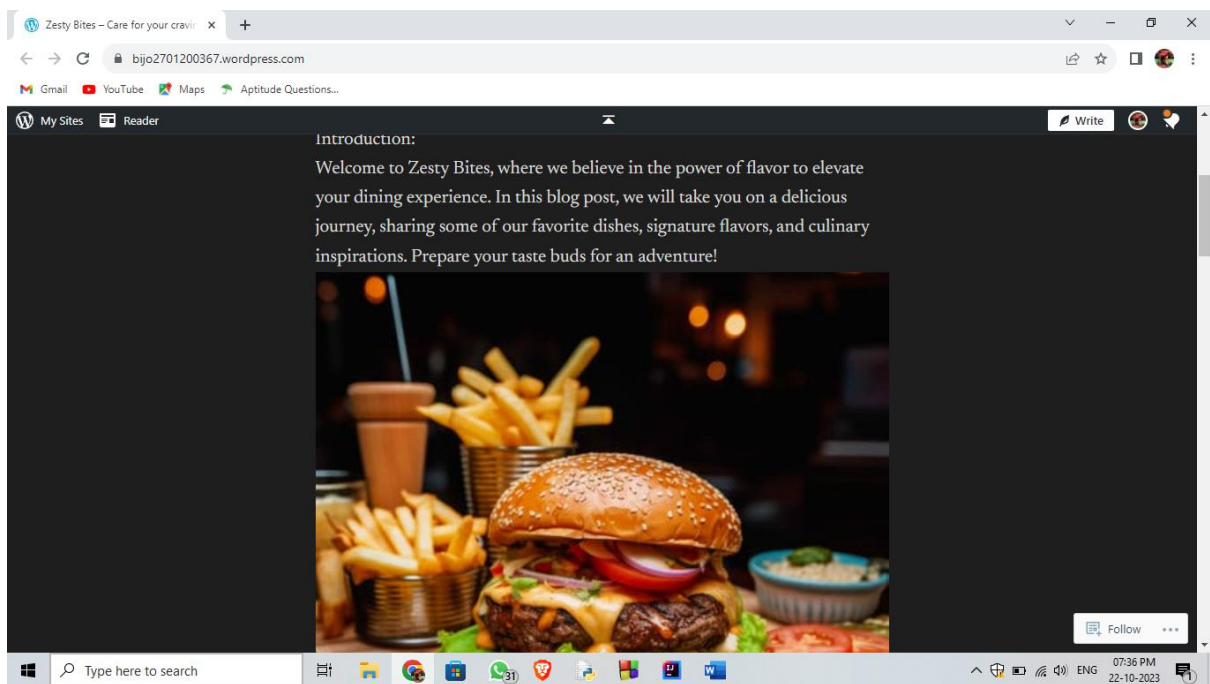 Zesty Bites – Care for your cravin
bijo2701200367.wordpress.com
Gmail YouTube Maps Aptitude Questions...
My Sites Reader Write
Introduction:
Welcome to Zesty Bites, where we believe in the power of flavor to elevate
your dining experience. In this blog post, we will take you on a delicious
journey, sharing some of our favorite dishes, signature flavors, and culinary
inspirations. Prepare your taste buds for an adventure!
Follow
Type here to search 31 ENG 07:36 PM
22-10-2023